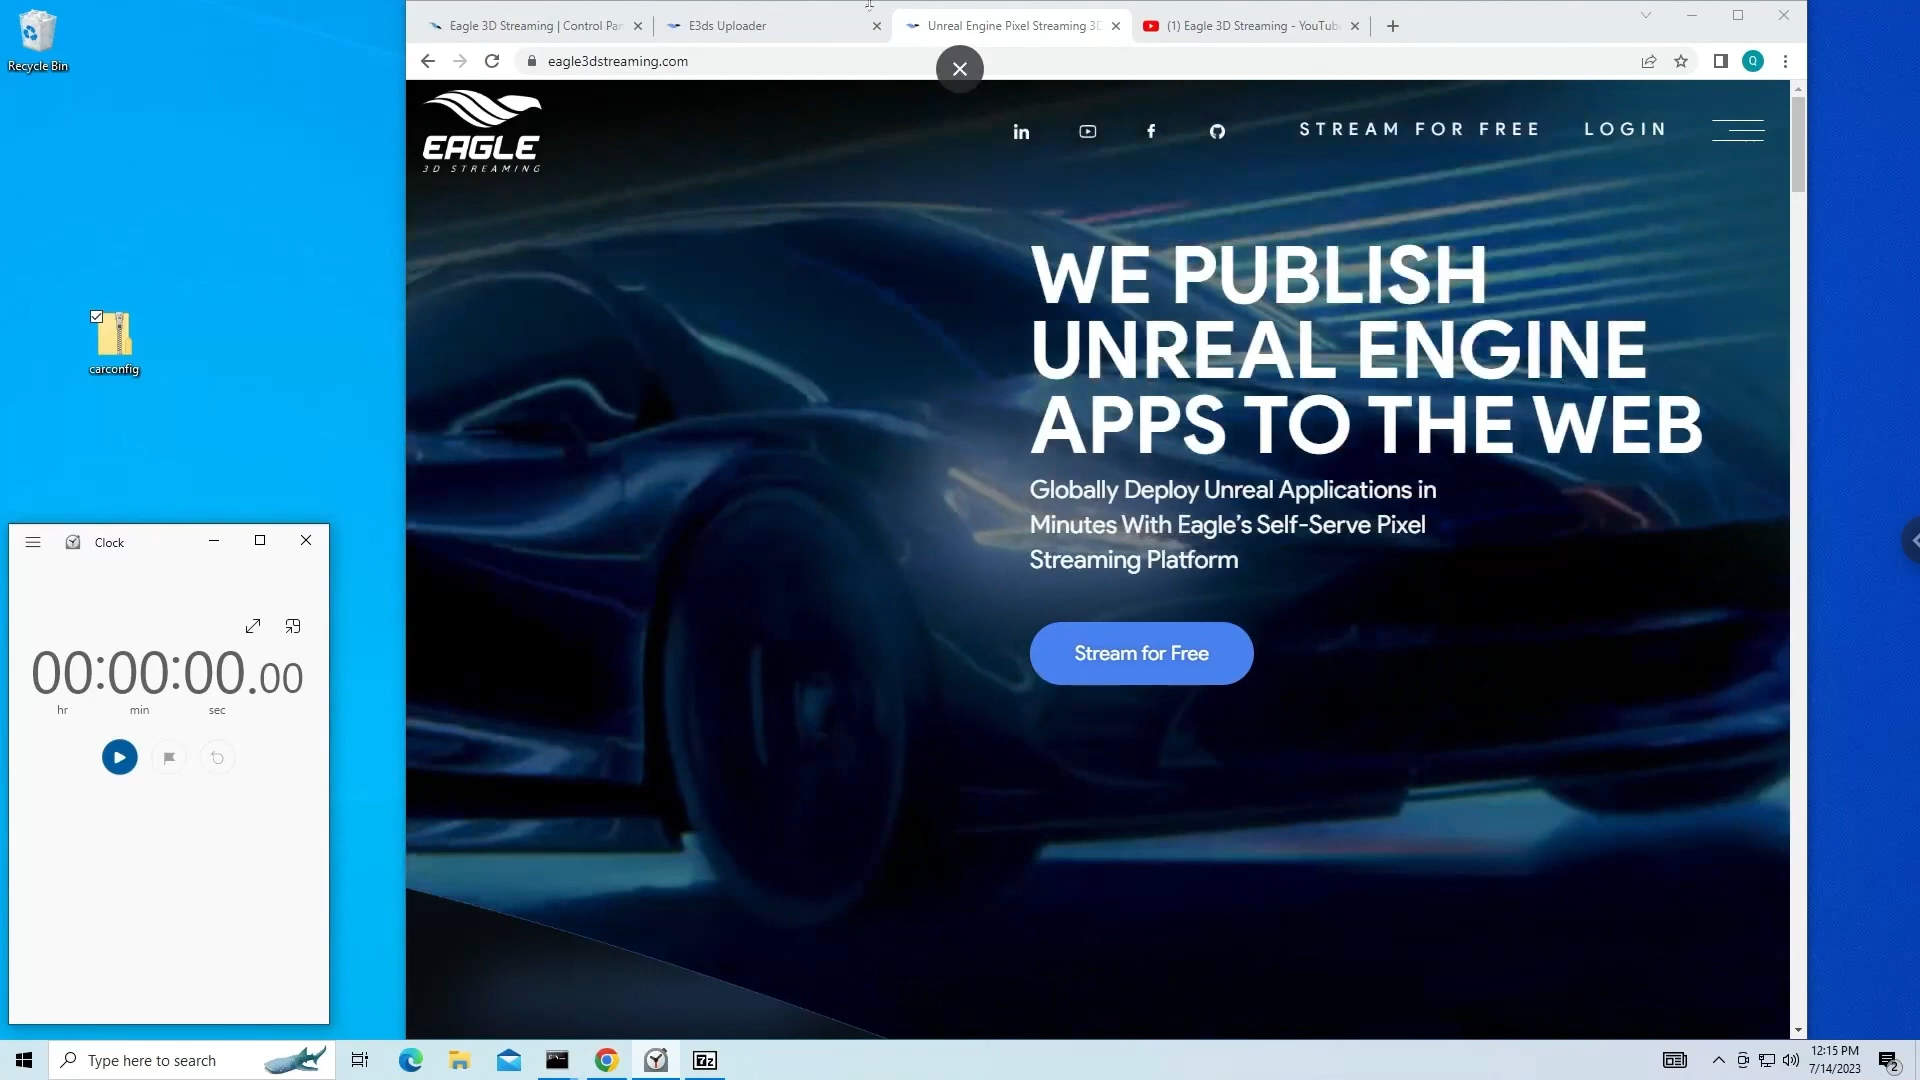 Recycle Bin
carconfig
Eagle 3D Streaming | Control Par
E3ds Uploader
Unreal Engine Pixel Streaming 3D
(1) Eagle 3D Streaming - YouTube
eagle3dstreaming.com
Q
EAGLE
3D STREAMING
STREAM FOR FREE
LOGIN
WE PUBLISH
UNREAL ENGINE
APPS TO THE WEB
Globally Deploy Unreal Applications in
Minutes With Eagle's Self-Serve Pixel
Streaming Platform
Stream for Free
Clock
00:00:00.00
hr min sec
Type here to search
7z
12:15 PM
7/14/2023
2